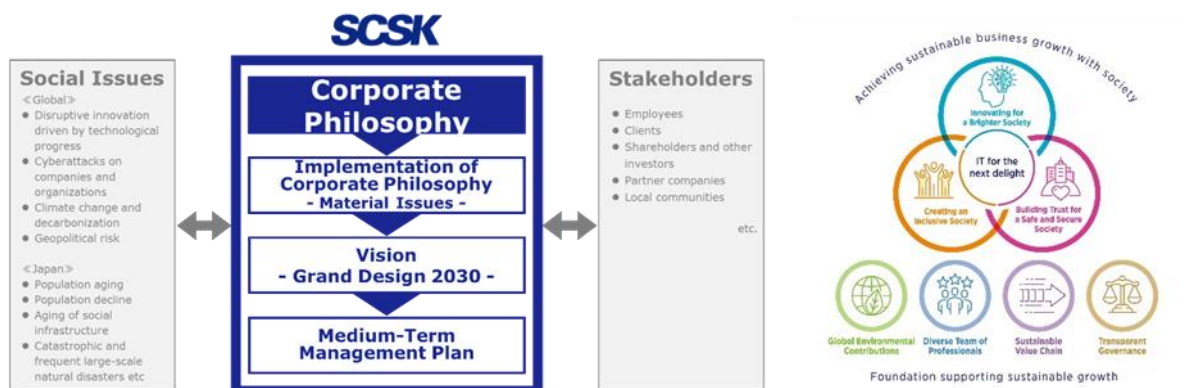 SCSK
Social Issues
≪Global≫
● Disruptive innovation
driven by technological
progress
● Cyberattacks on
companies and
organizations
● Climate change and
decarbonization
● Geopolitical risk
≪Japan≫
● Population aging
● Population decline
● Aging of social
infrastructure
● Catastrophic and
frequent large-scale
natural disasters etc
Corporate
Philosophy
Implementation of
Corporate Philosophy
- Material Issues -
Vision
- Grand Design 2030 -
Medium-Term
Management Plan
Stakeholders
● Employees
● Clients
● Shareholders and other
investors
● Partner companies
● Local communities
etc.
Achieving sustainable business growth with society
Innovating for
a Brighter Society
IT for the
next delight
Creating an
Inclusive Society
Building Trust for
a Safe and Secure
Society
Global Environmental
Contributions
Diverse Team of
Professionals
Sustainable
Value Chain
Transparent
Governance
Foundation supporting sustainable growth